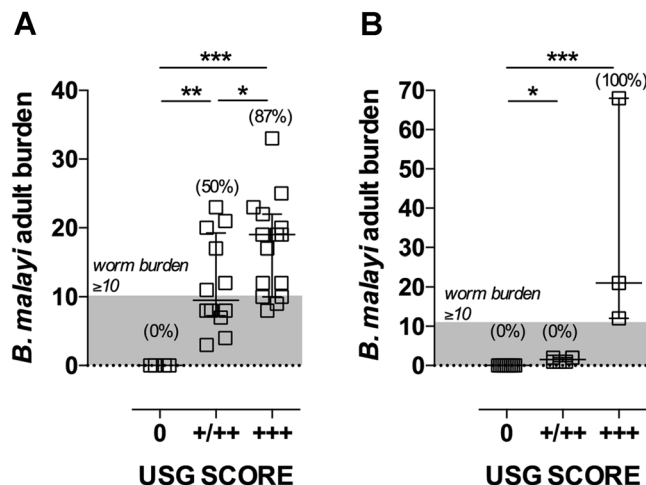 A
***
** *
40
30
20
10
0
B. malayi adult burden
(87%)
(50%)
worm burden
≥10
(0%)
0 +/++ +++
USG SCORE
B
***
*
70
60
50
40
30
20
10
0
B. malayi adult burden
(100%)
worm burden
≥10
(0%) (0%)
0 +/++ +++
USG SCORE